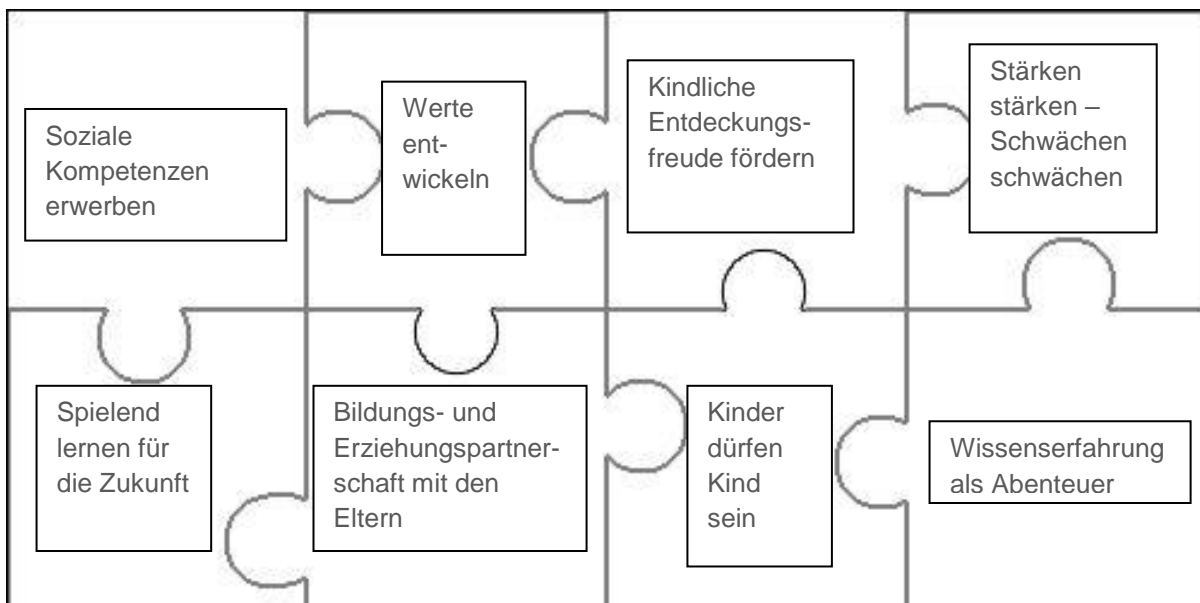 Soziale
Kompetenzen
erwerben
Werte
ent-
wickeln
Kindliche
Entdeckungs-
freude fördern
Stärken
stärken –
Schwächen
schwächen
Spielend
lernen für
die Zukunft
Bildungs- und
Erziehungspartner-
schaft mit den
Eltern
Kinder
dürfen
Kind
sein
Wissenserfahrung
als Abenteuer